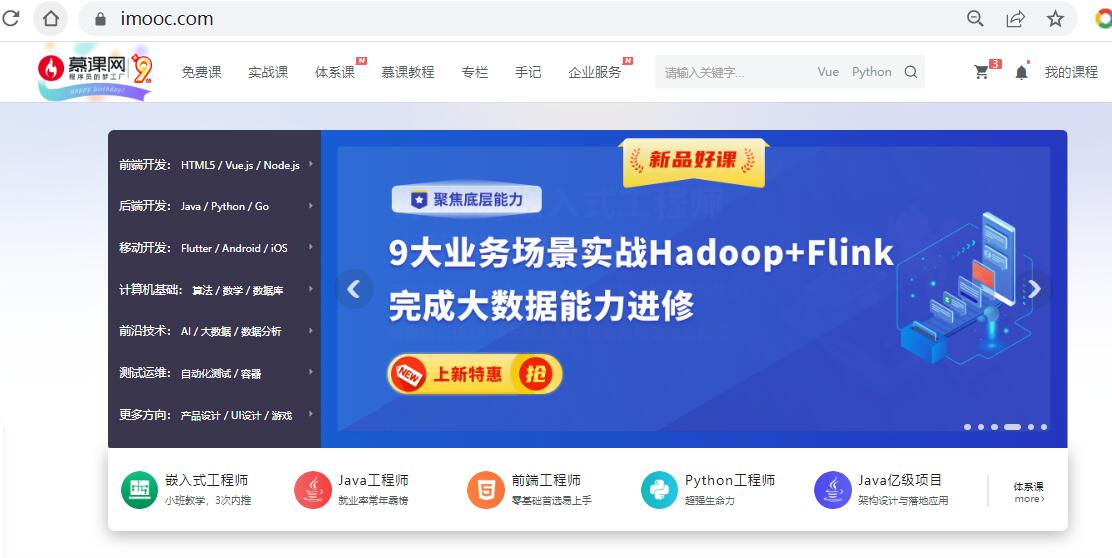 imooc.com
慕课网
程序员的梦工厂
9
happy birthday!
免费课
实战课
体系课
N
慕课教程
专栏
手记
企业服务
N
请输入关键字...
Vue
Python
3
我的课程
前端开发： HTML5 / Vue.js / Node.js
后端开发： Java / Python / Go
移动开发： Flutter / Android / iOS
计算机基础： 算法 / 数学 / 数据库
前沿技术： AI / 大数据 / 数据分析
测试运维： 自动化测试 / 容器
更多方向： 产品设计 / UI设计 / 游戏
新品好课
聚焦底层能力
入式工程师
9大业务场景实战Hadoop+Flink
完成大数据能力进修
NEW
上新特惠
抢
嵌入式工程师
小班教学，3次内推
Java工程师
就业率常年霸榜
前端工程师
零基础首选易上手
Python工程师
超强生命力
Java亿级项目
架构设计与落地应用
体系课
more>